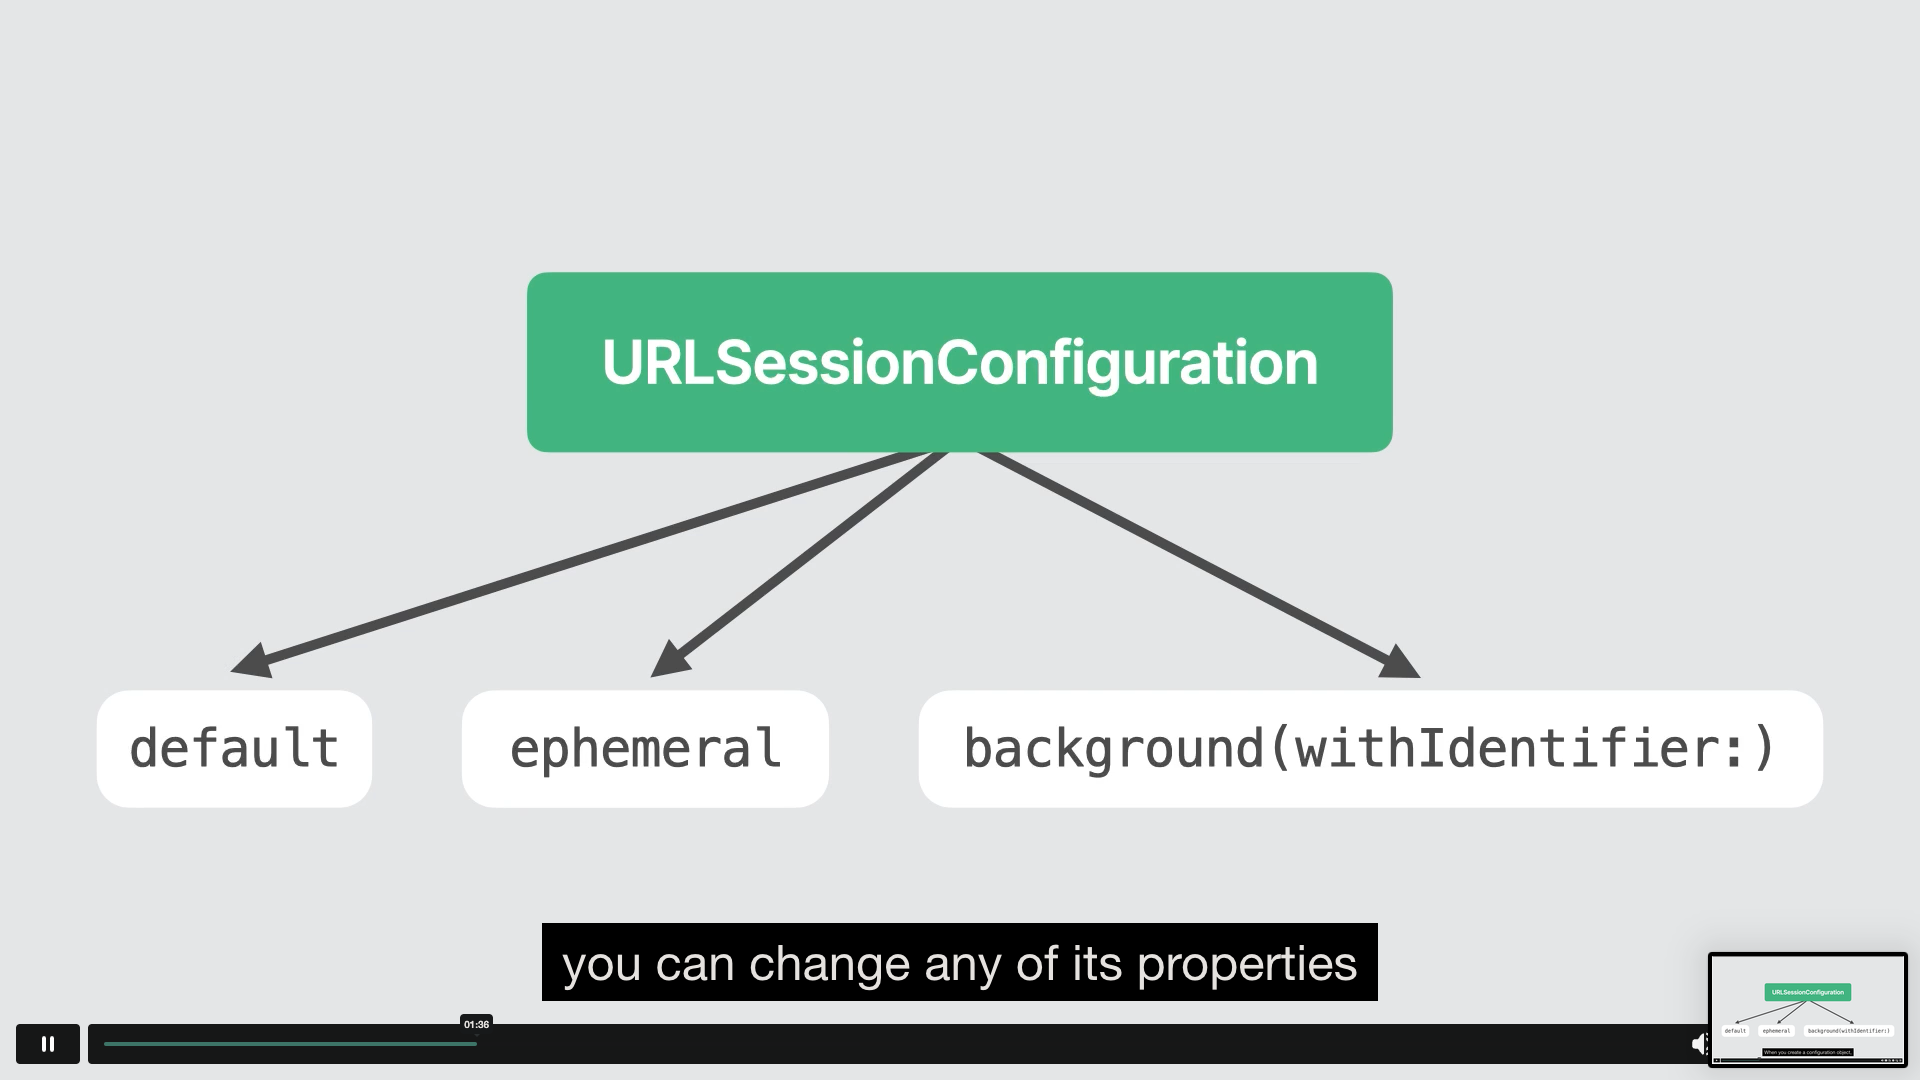 URLSessionConfiguration
default
ephemeral
background(withIdentifier:)
you can change any of its properties
01:36
URLSessionConfiguration
default
ephemeral
background(withIdentifier:)
When you create a configuration object,